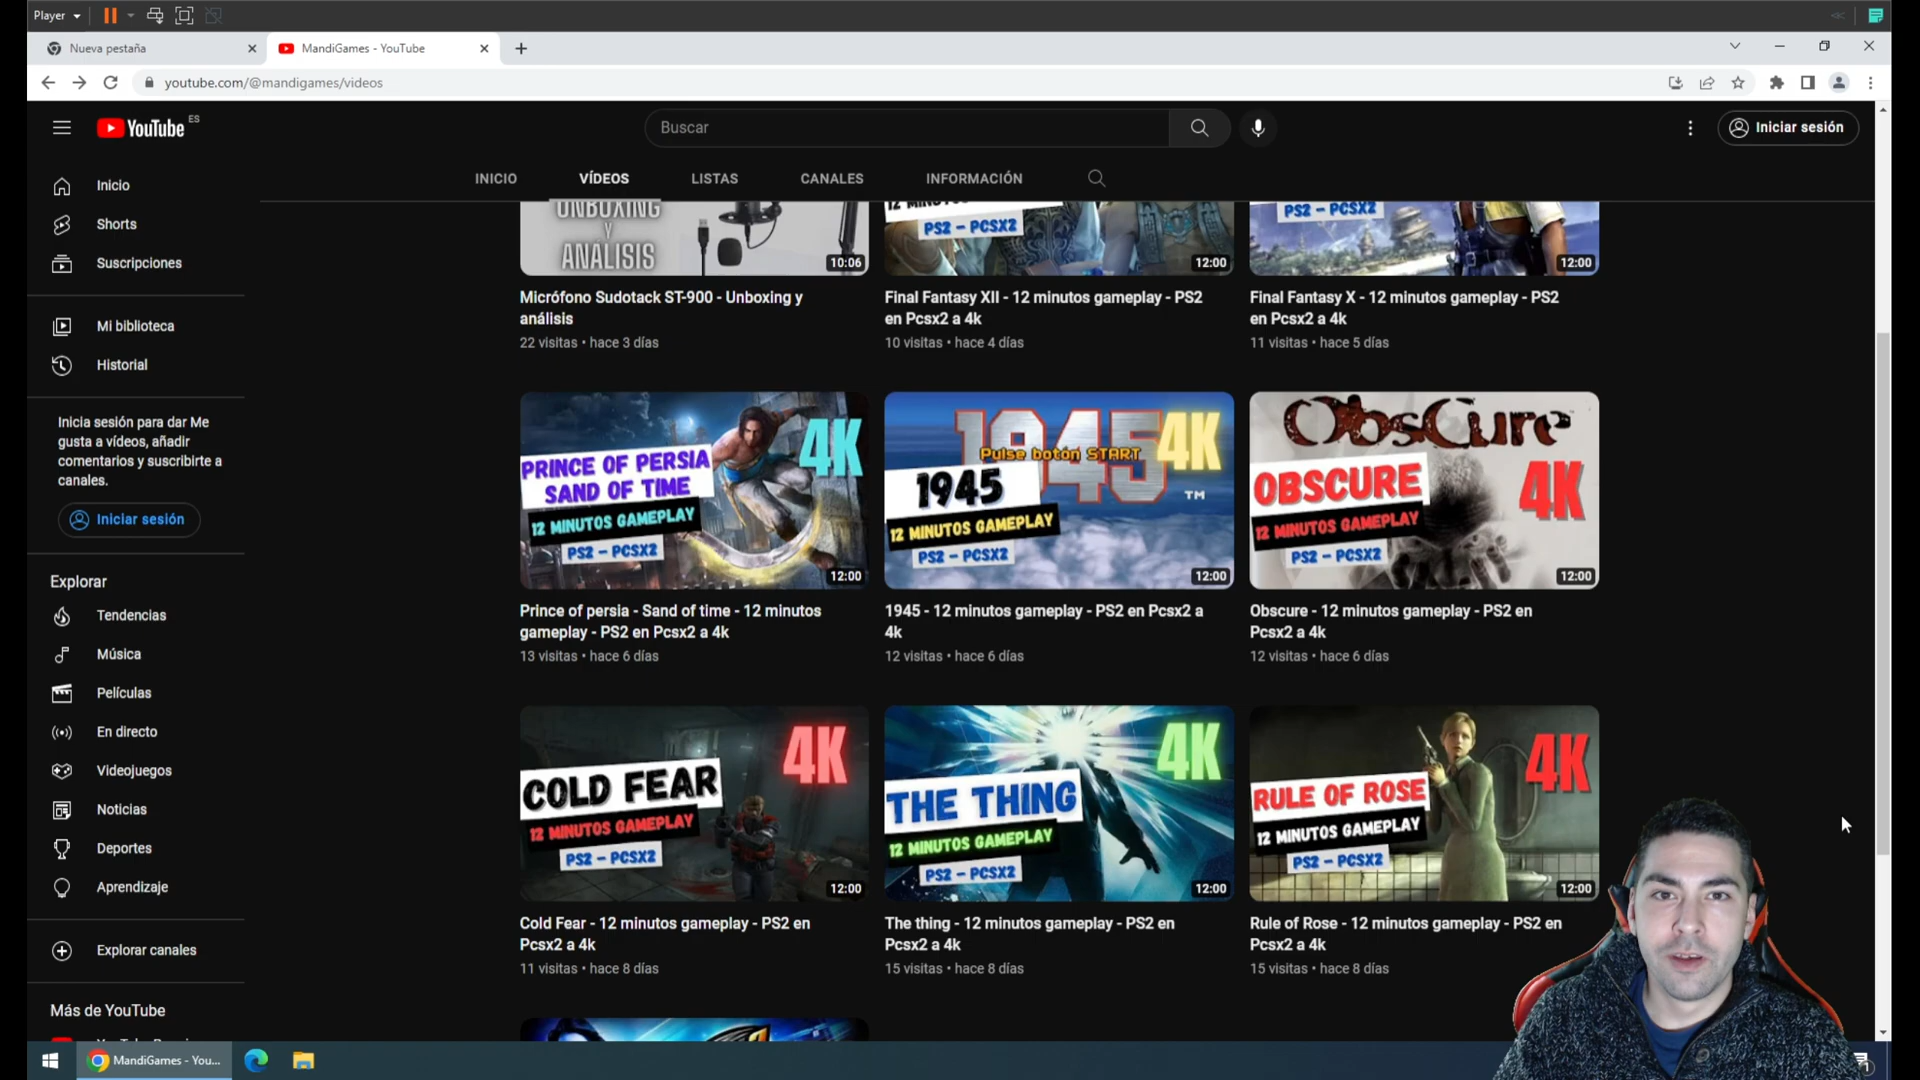 Player
Nueva pestaña
MandiGames - YouTube
youtube.com/@mandigames/videos
YouTube ES
Buscar
Iniciar sesión
INICIO
VÍDEOS
LISTAS
CANALES
INFORMACIÓN
Inicio
Shorts
Suscripciones
Mi biblioteca
Historial
Inicia sesión para dar Me
gusta a vídeos, añadir
comentarios y suscribirte a
canales.
Iniciar sesión
Explorar
Tendencias
Música
Películas
En directo
Videojuegos
Noticias
Deportes
Aprendizaje
Explorar canales
Más de YouTube
UNBOXING
Y
ANALISIS
10:06
Micrófono Sudotack ST-900 - Unboxing y
análisis
22 visitas • hace 3 días
PS2 - PCSX2
12:00
Final Fantasy XII - 12 minutos gameplay - PS2
en Pcsx2 a 4k
10 visitas • hace 4 días
PS2 - PCSX2
12:00
Final Fantasy X - 12 minutos gameplay - PS2
en Pcsx2 a 4k
11 visitas • hace 5 días
4K
PRINCE OF PERSIA
SAND OF TIME
12 MINUTOS GAMEPLAY
PS2 - PCSX2
12:00
Prince of persia - Sand of time - 12 minutos
gameplay - PS2 en Pcsx2 a 4k
13 visitas • hace 6 días
1945
4K
Pulse botón START
1945
TM
12 MINUTOS GAMEPLAY
PS2 - PCSX2
12:00
1945 - 12 minutos gameplay - PS2 en Pcsx2 a
4k
12 visitas • hace 6 días
ObsCure
4K
OBSCURE
12 MINUTOS GAMEPLAY
PS2 - PCSX2
12:00
Obscure - 12 minutos gameplay - PS2 en
Pcsx2 a 4k
12 visitas • hace 6 días
4K
COLD FEAR
12 MINUTOS GAMEPLAY
PS2 - PCSX2
12:00
Cold Fear - 12 minutos gameplay - PS2 en
Pcsx2 a 4k
11 visitas • hace 8 días
4K
THE THING
12 MINUTOS GAMEPLAY
PS2 - PCSX2
12:00
The thing - 12 minutos gameplay - PS2 en
Pcsx2 a 4k
15 visitas • hace 8 días
4K
RULE OF ROSE
12 MINUTOS GAMEPLAY
PS2 - PCSX2
12:00
Rule of Rose - 12 minutos gameplay - PS2 en
Pcsx2 a 4k
15 visitas • hace 8 días
MandiGames - You...
1